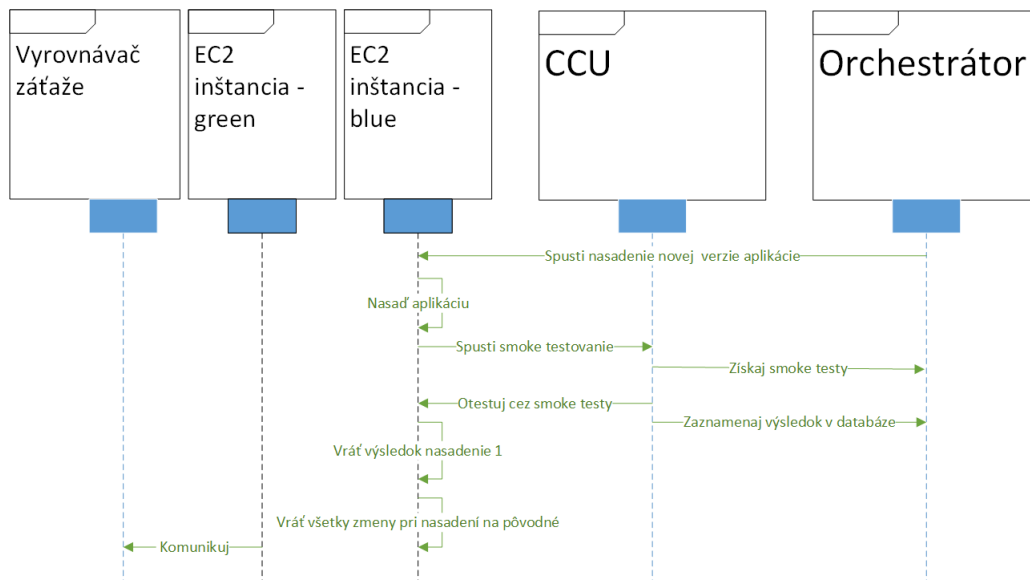 Vyrovnávač
záťaže
EC2
inštancia -
green
EC2
inštancia -
blue
CCU
Orchestrátor
Spusti nasadenie novej  verzie aplikácie
Nasaď aplikáciu
Spusti smoke testovanie
Získaj smoke testy
Otestuj cez smoke testy
Zaznamenaj výsledok v databáze
Vráť výsledok nasadenie 1
Vráť všetky zmeny pri nasadení na pôvodné
Komunikuj